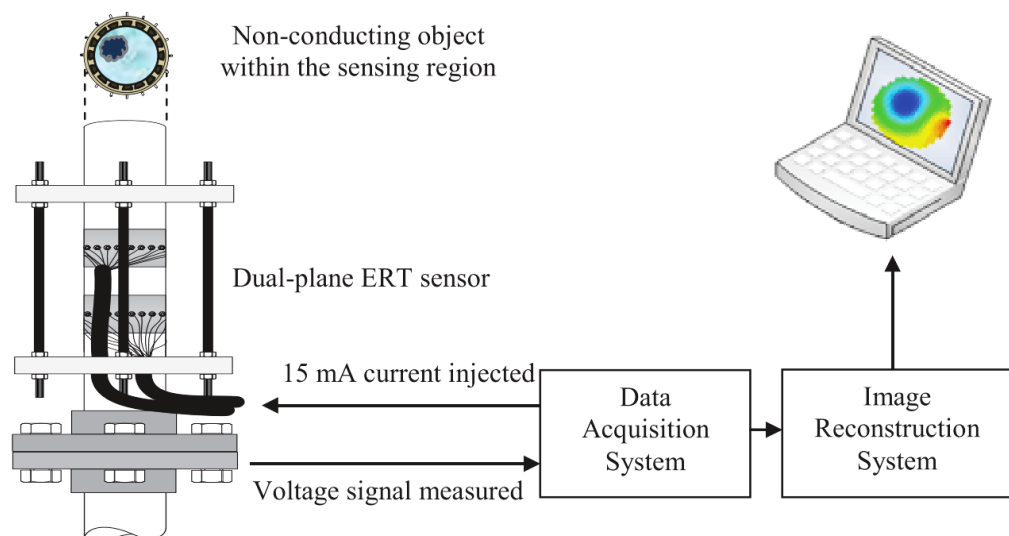 Non-conducting object
within the sensing region
Dual-plane ERT sensor
15 mA current injected
Voltage signal measured
Data
Acquisition
System
Image
Reconstruction
System